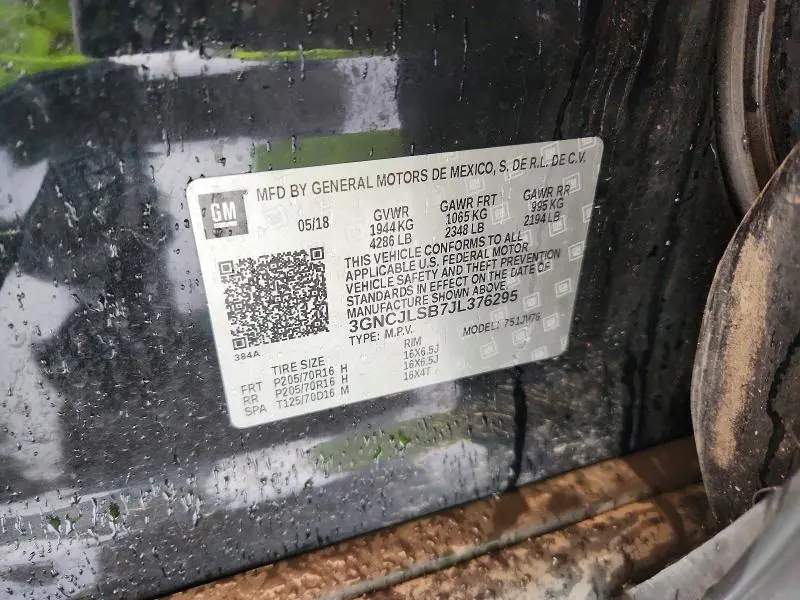 GM
MFD BY GENERAL MOTORS DE MEXICO, S. DE R.L. DE C.V.
05/18
GVWR
1944 KG
4286 LB
GAWR FRT
1065 KG
2348 LB
GAWR RR
995 KG
2194 LB
THIS VEHICLE CONFORMS TO ALL
APPLICABLE U.S. FEDERAL MOTOR
VEHICLE SAFETY AND THEFT PREVENTION
STANDARDS IN EFFECT ON THE DATE OF
MANUFACTURE SHOWN ABOVE.
3GNCJLSB7JL376295
TYPE: M.P.V. MODEL: 751JM76
384A
TIRE SIZE RIM
FRT P205/70R16 H 16X6.5J
RR P205/70R16 H 16X6.5J
SPA T125/70D16 M 16X4T